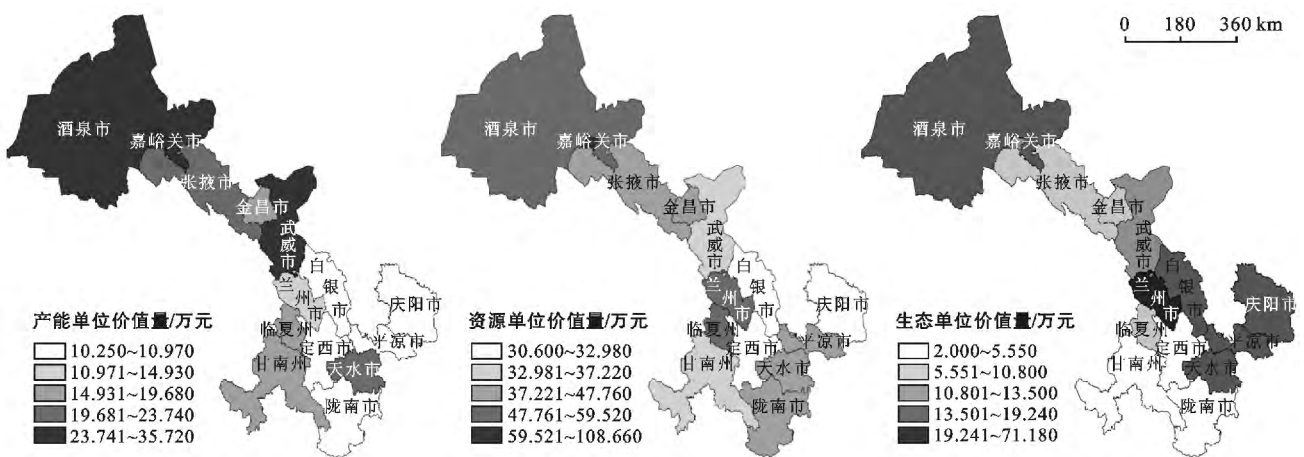 0 180 360 km
酒泉市
嘉峪关市
张掖市
金昌市
武威市
兰州市
白银市
临夏州
定西市
甘南州
庆阳市
平凉市
天水市
陇南市
产能单位价值量/万元
10.250~10.970
10.971~14.930
14.931~19.680
19.681~23.740
23.741~35.720
酒泉市
嘉峪关市
张掖市
金昌市
武威市
兰州市
白银市
临夏州
定西市
甘南州
庆阳市
平凉市
天水市
陇南市
资源单位价值量/万元
30.600~32.980
32.981~37.220
37.221~47.760
47.761~59.520
59.521~108.660
酒泉市
嘉峪关市
张掖市
金昌市
武威市
兰州市
白银市
临夏州
定西市
甘南州
庆阳市
平凉市
天水市
陇南市
生态单位价值量/万元
2.000~5.550
5.551~10.800
10.801~13.500
13.501~19.240
19.241~71.180